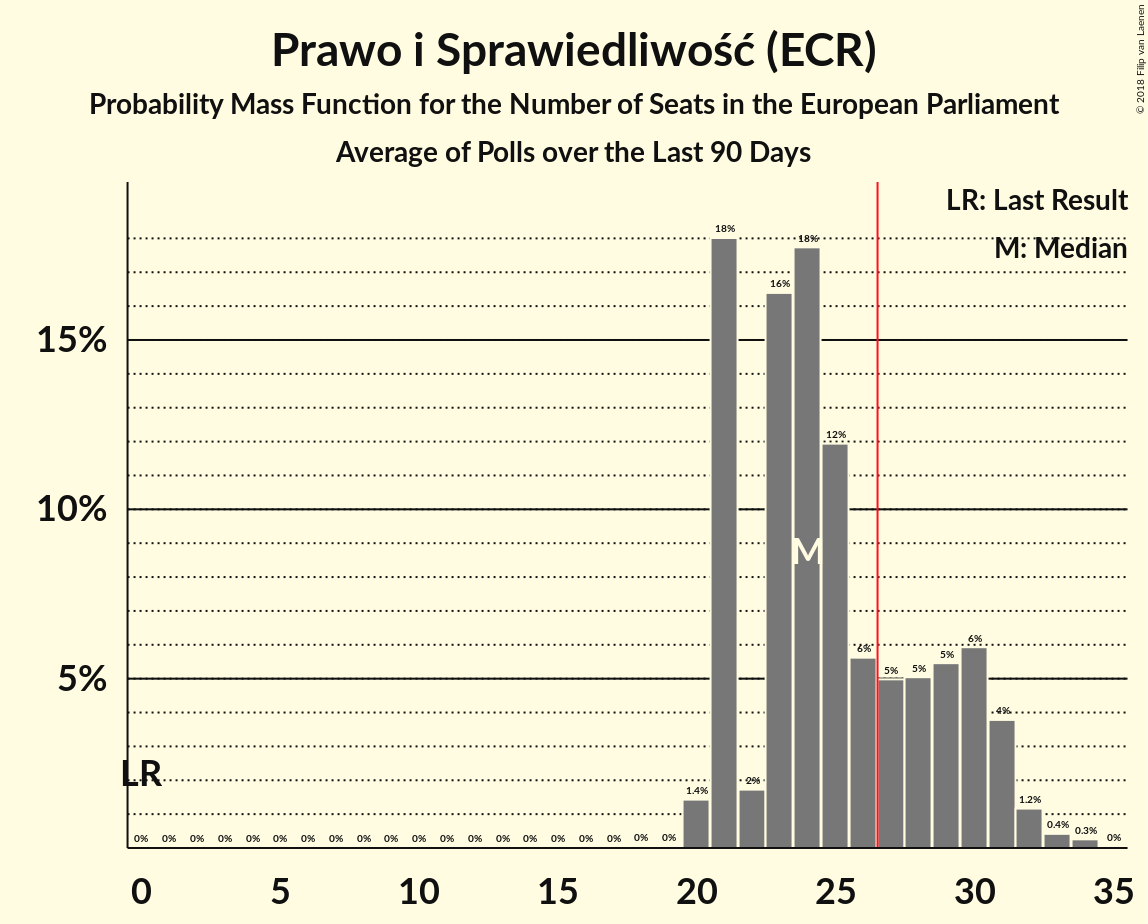 Prawo i Sprawiedliwość (ECR)
Probability Mass Function for the Number of Seats in the European Parliament
Average of Polls over the Last 90 Days
© 2018 Filip van Laenen
LR: Last Result
M: Median
15%
10%
5%
LR
M
0% 0% 0% 0% 0% 0% 0% 0% 0% 0% 0% 0% 0% 0% 0% 0% 0% 0% 0% 0% 1.4% 18% 2% 16% 18% 12% 6% 5% 5% 5% 6% 4% 1.2% 0.4% 0.3% 0%
0 5 10 15 20 25 30 35